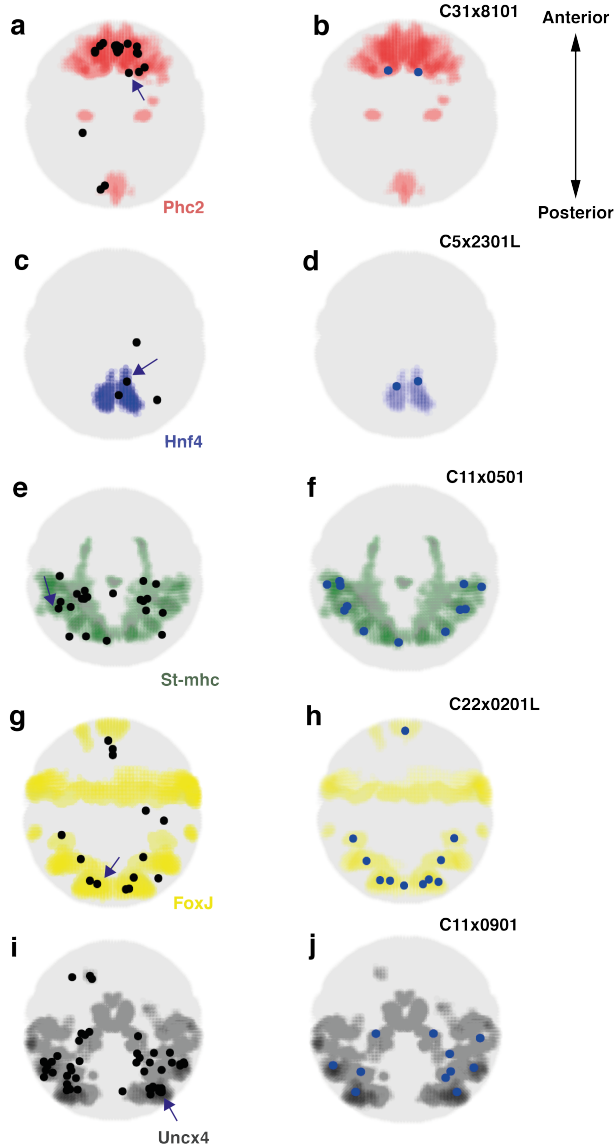 a
b
C31x8101
Anterior
Posterior
Phc2
c
d
C5x2301L
Hnf4
e
f
C11x0501
St-mhc
g
h
C22x0201L
FoxJ
i
j
C11x0901
Uncx4